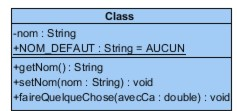 Class
-nom : String
+NOM_DEFAUT : String = AUCUN
+getNom() : String
+setNom(nom : String) : void
+faireQuelqueChose(avecCa : double) : void